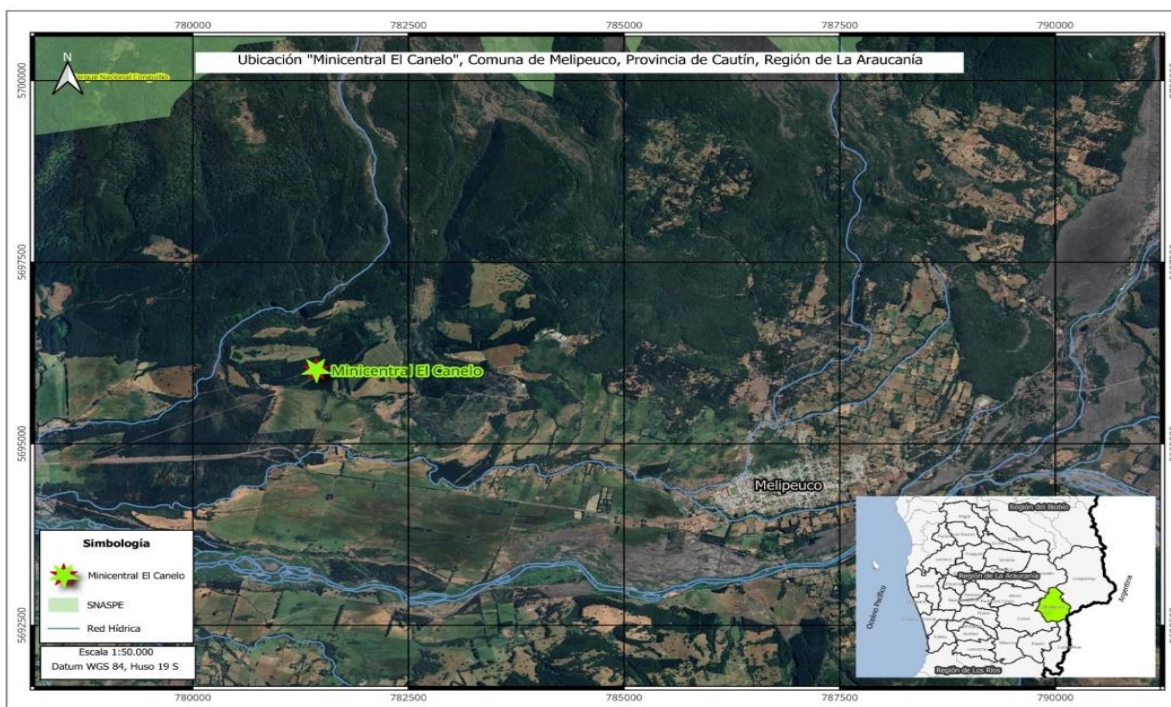 780000 782500 785000 787500 790000
Ubicación "Minicentral El Canelo", Comuna de Melipeuco, Provincia de Cautín, Región de La Araucanía
N
Parque Nacional Conguillío
5700000
5697500
Minicentral El Canelo
5695000
Melipeuco
Simbología
Minicentral El Canelo
SNASPE
Red Hídrica
5692500
Escala 1:50.000
Datum WGS 84, Huso 19 S
Región del Biobío
Región de La Araucanía
Océano Pacífico
Argentina
Región de Los Ríos
780000 782500 785000 787500 790000